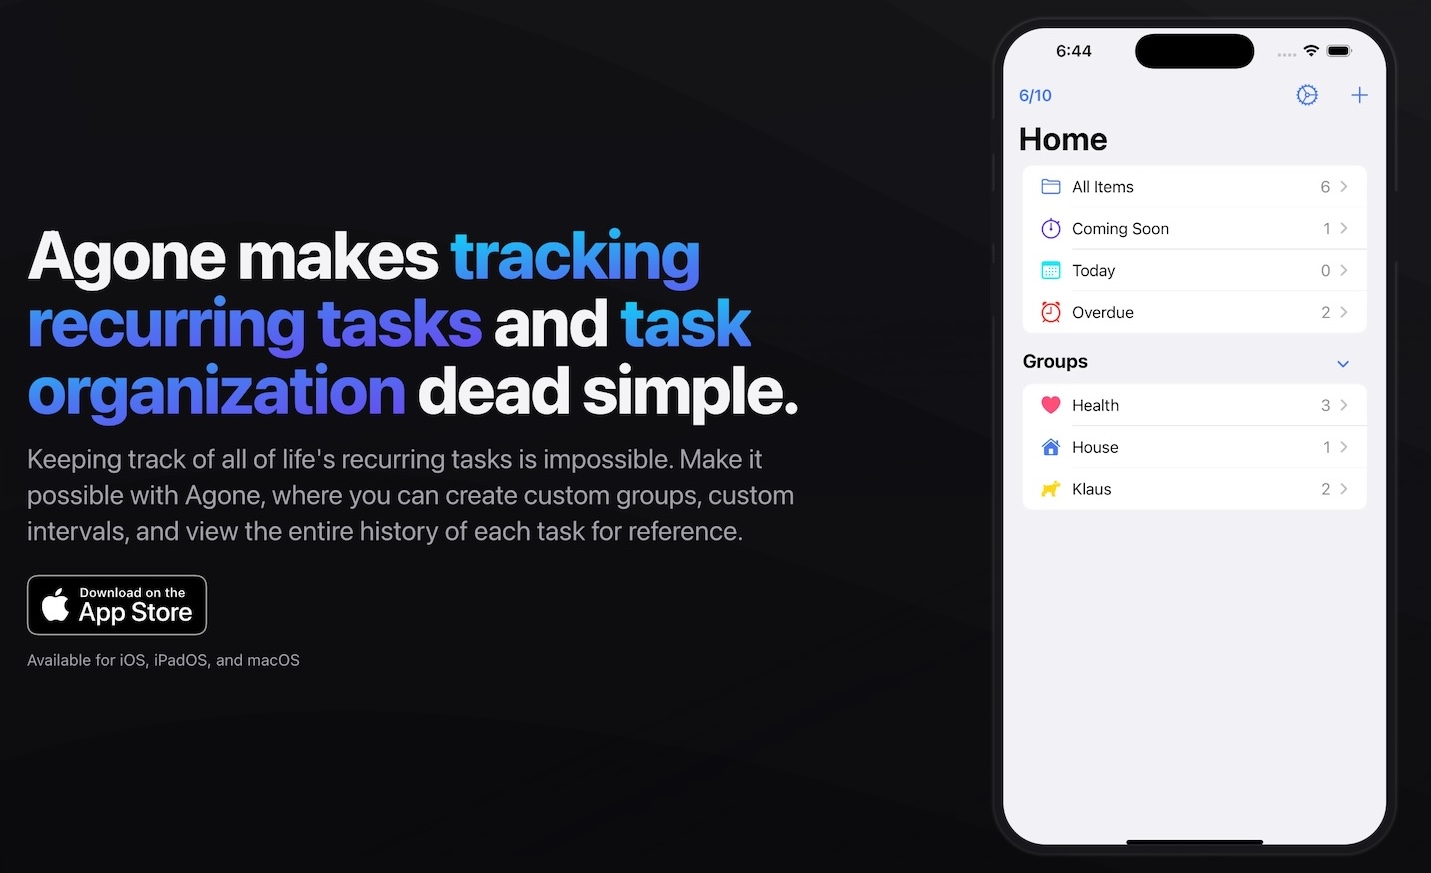 Agone makes tracking
recurring tasks and task
organization dead simple.
Keeping track of all of life's recurring tasks is impossible. Make it
possible with Agone, where you can create custom groups, custom
intervals, and view the entire history of each task for reference.
Download on the
App Store
Available for iOS, iPadOS, and macOS
6:44
6/10
Home
All Items 6
Coming Soon 1
Today 0
Overdue 2
Groups
Health 3
House 1
Klaus 2